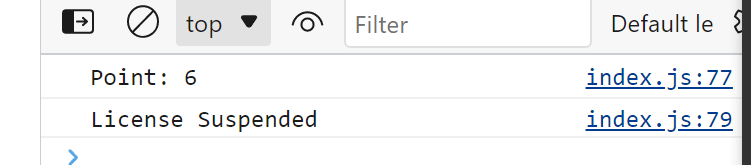 top Filter Default le
Point: 6 index.js:77
License Suspended index.js:79